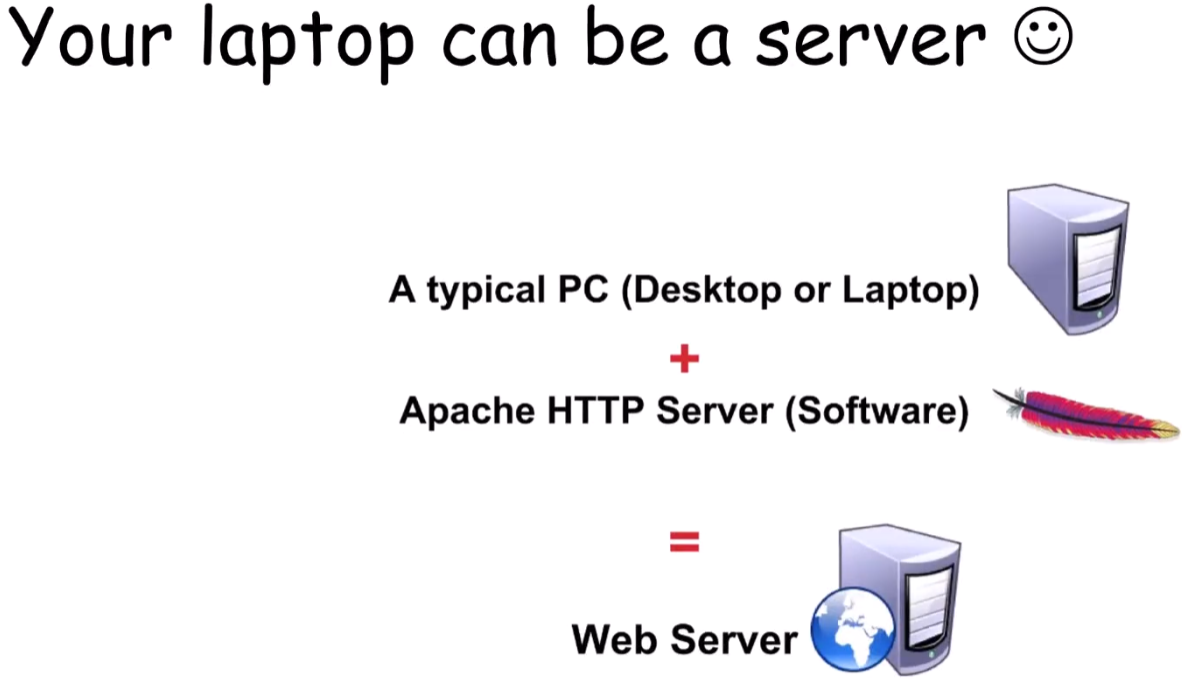 Your laptop can be a server ☺
A typical PC (Desktop or Laptop)
+
Apache HTTP Server (Software)
=
Web Server